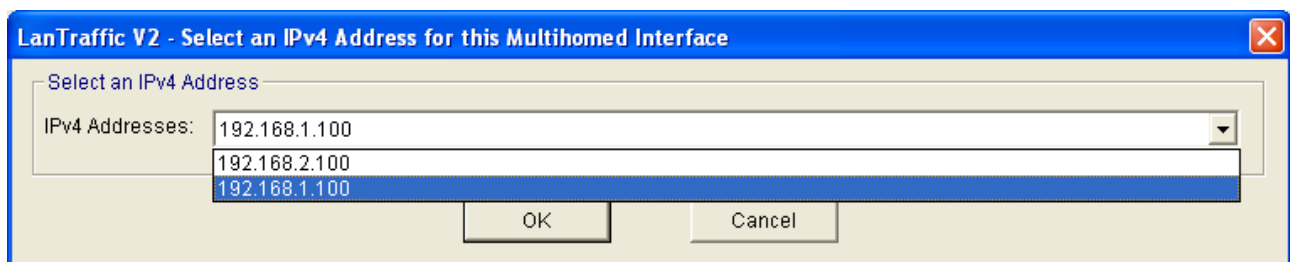 LanTraffic V2 - Select an IPv4 Address for this Multihomed Interface
Select an IPv4 Address
IPv4 Addresses: 192.168.1.100
192.168.2.100
192.168.1.100
OK Cancel